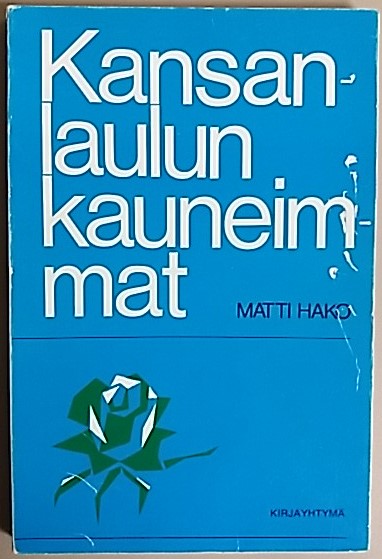 Kansan-
laulun
kauneim-
mat
MATTI HAKO
KIRJAYHTYMÄ